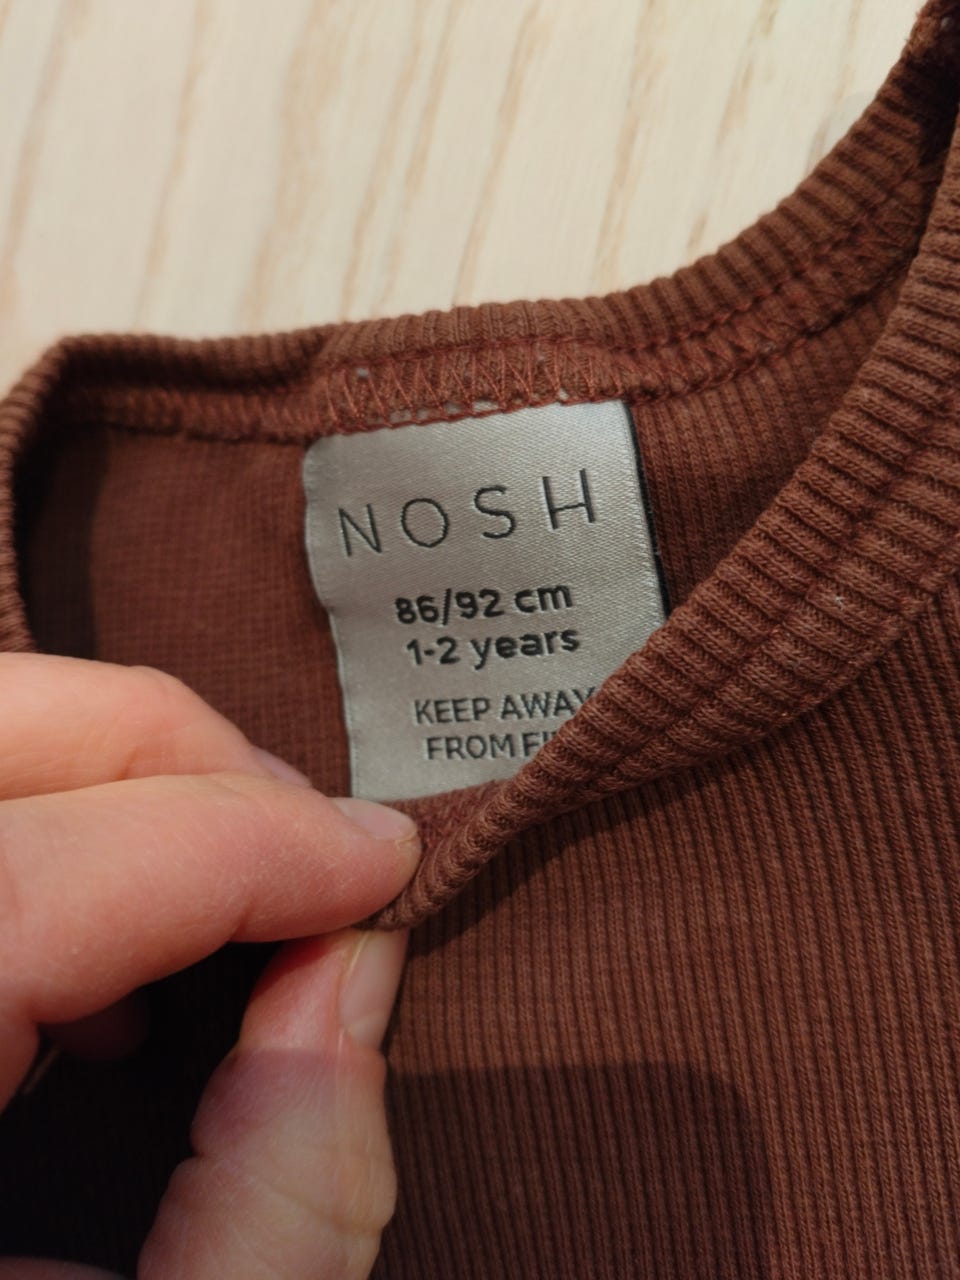 NOSH
86/92 cm
1-2 years
KEEP AWAY
FROM